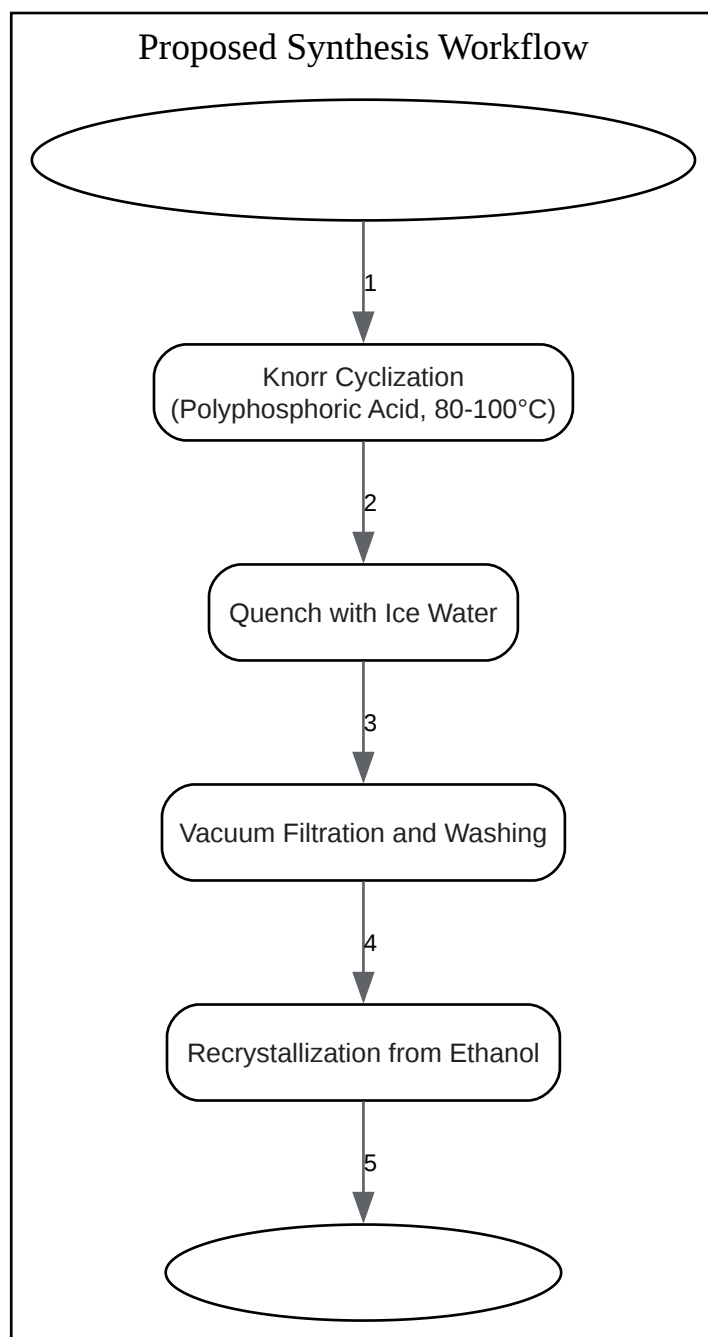 Proposed Synthesis Workflow
1
Knorr Cyclization
(Polyphosphoric Acid, 80-100°C)
2
Quench with Ice Water
3
Vacuum Filtration and Washing
4
Recrystallization from Ethanol
5